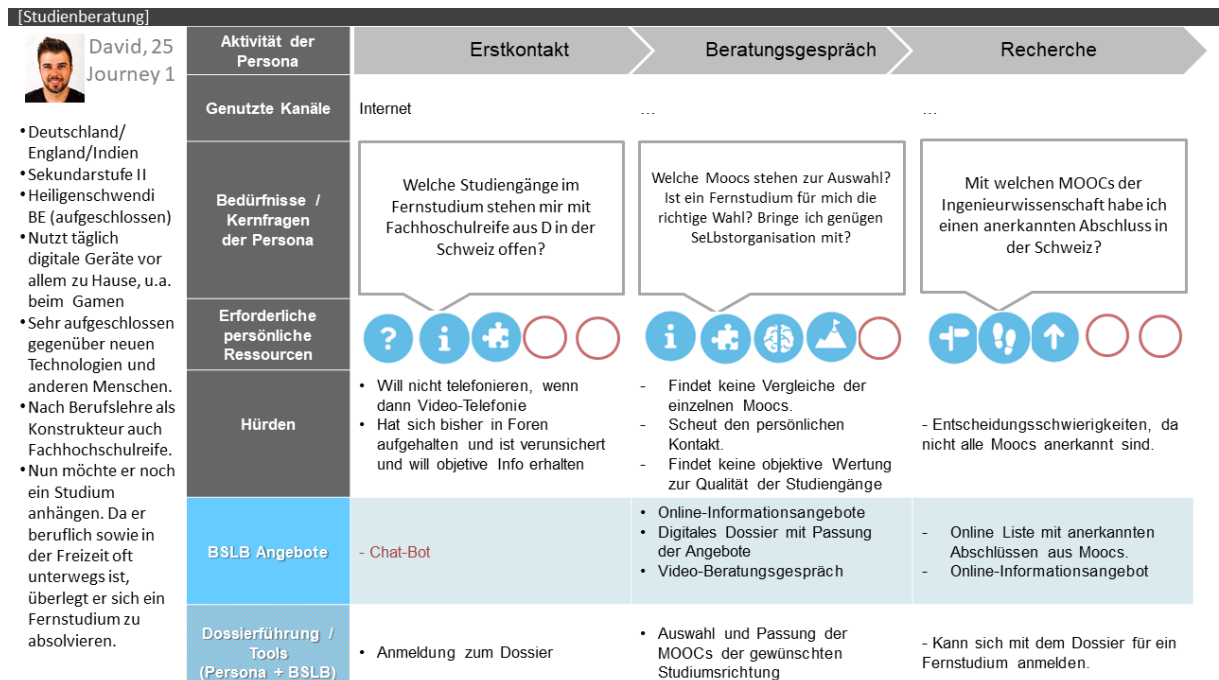 [Studienberatung]
David, 25
Journey 1
•Deutschland/
England/Indien
•Sekundarstufe II
•Heiligenschwendi
BE (aufgeschlossen)
•Nutzt täglich
digitale Geräte vor
allem zu Hause, u.a.
beim Gamen
•Sehr aufgeschlossen
gegenüber neuen
Technologien und
anderen Menschen.
•Nach Berufslehre als
Konstrukteur auch
Fachhochschulreife.
•Nun möchte er noch
ein Studium
anhängen. Da er
beruflich sowie in
der Freizeit oft
unterwegs ist,
überlegt er sich ein
Fernstudium zu
absolvieren.
Aktivität der
Persona
Erstkontakt
Beratungsgespräch
Recherche
Genutzte Kanäle
Internet
...
...
Bedürfnisse /
Kernfragen
der Persona
Welche Studiengänge im
Fernstudium stehen mir mit
Fachhoschulreife aus D in der
Schweiz offen?
Welche Moocs stehen zur Auswahl?
Ist ein Fernstudium für mich die
richtige Wahl? Bringe ich genügen
SeLbstorganisation mit?
Mit welchen MOOCs der
Ingenieurwissenschaft habe ich
einen anerkannten Abschluss in
der Schweiz?
Erforderliche
persönliche
Ressourcen
Hürden
• Will nicht telefonieren, wenn
dann Video-Telefonie
• Hat sich bisher in Foren
aufgehalten und ist verunsichert
und will objetive Info erhalten
- Findet keine Vergleiche der
einzelnen Moocs.
- Scheut den persönlichen
Kontakt.
- Findet keine objektive Wertung
zur Qualität der Studiengänge
- Entscheidungsschwierigkeiten, da
nicht alle Moocs anerkannt sind.
BSLB Angebote
- Chat-Bot
• Online-Informationsangebote
• Digitales Dossier mit Passung
der Angebote
• Video-Beratungsgespräch
- Online Liste mit anerkannten
Abschlüssen aus Moocs.
- Online-Informationsangebot
Dossierführung /
Tools
(Persona + BSLB)
• Anmeldung zum Dossier
• Auswahl und Passung der
MOOCs der gewünschten
Studiumsrichtung
- Kann sich mit dem Dossier für ein
Fernstudium anmelden.